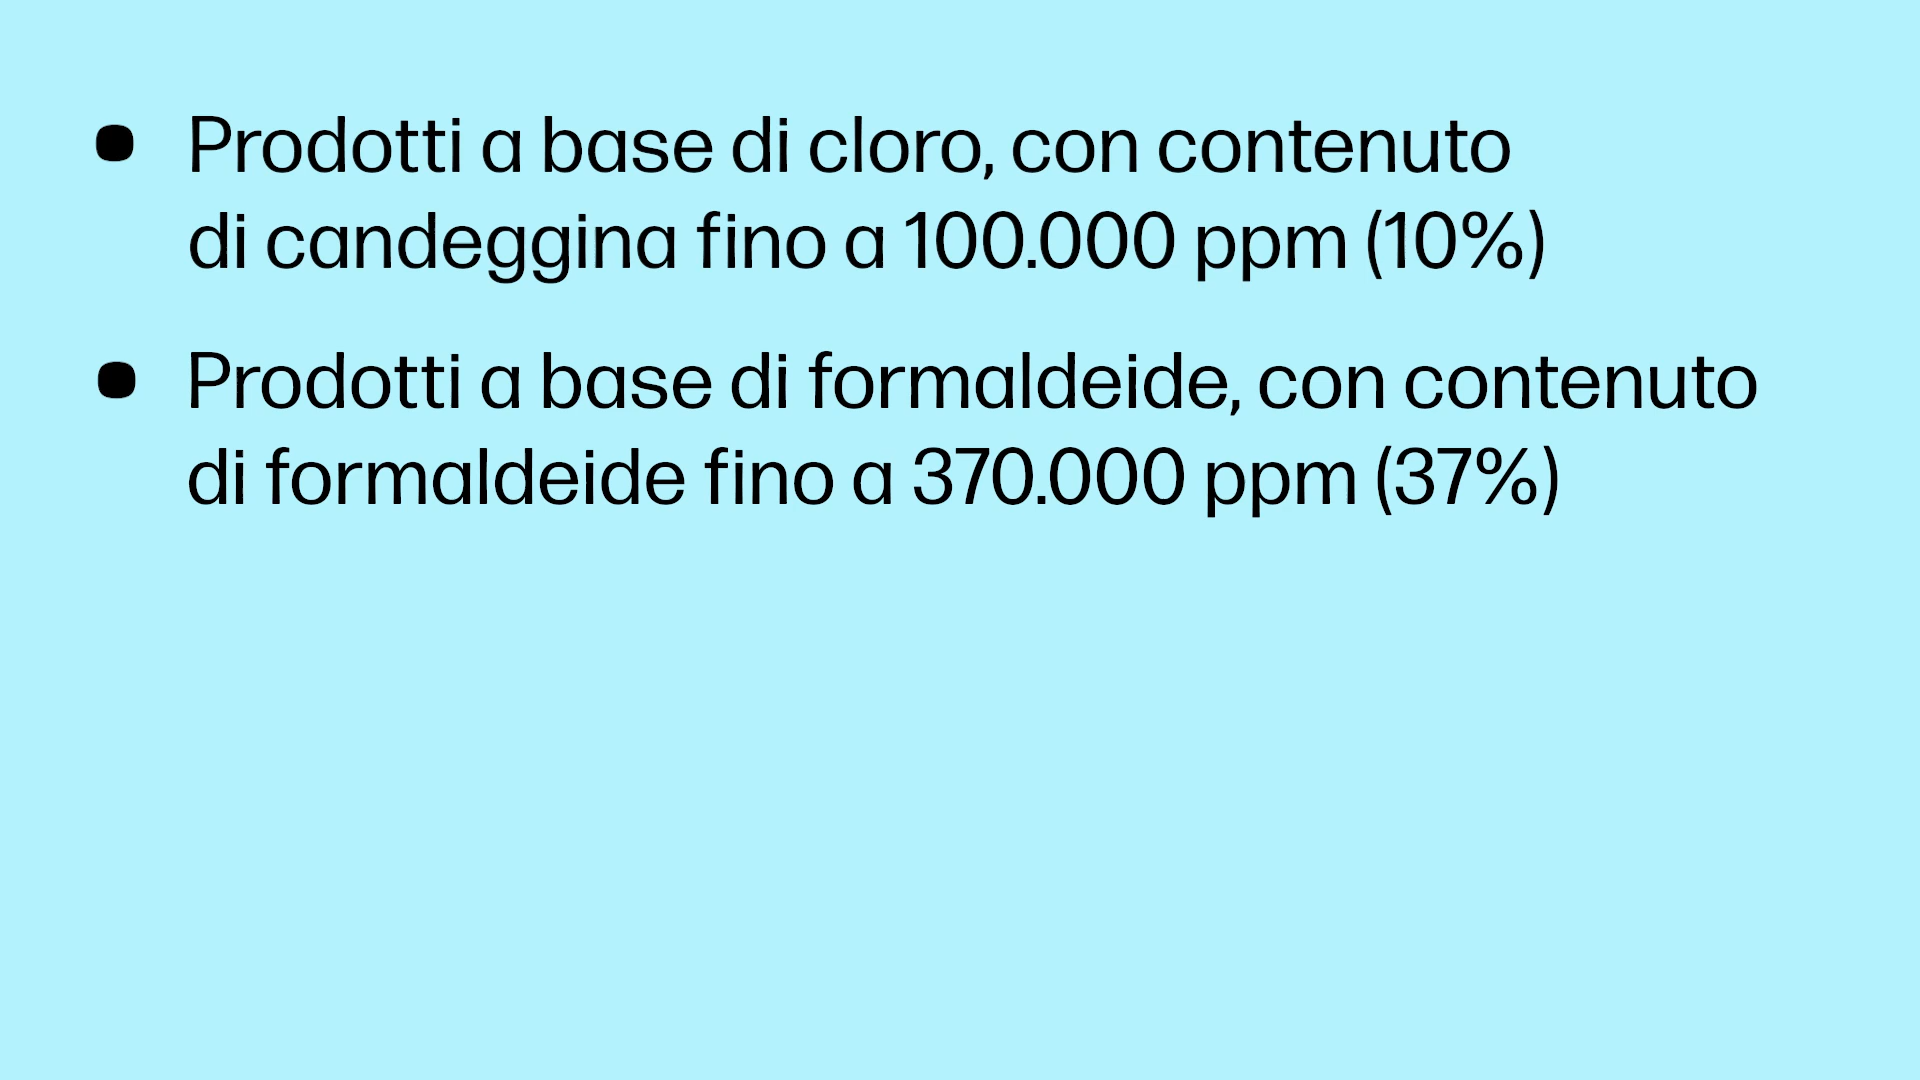 • Prodotti a base di cloro, con contenuto
di candeggina fino a 100.000 ppm (10%)
• Prodotti a base di formaldeide, con contenuto
di formaldeide fino a 370.000 ppm (37%)